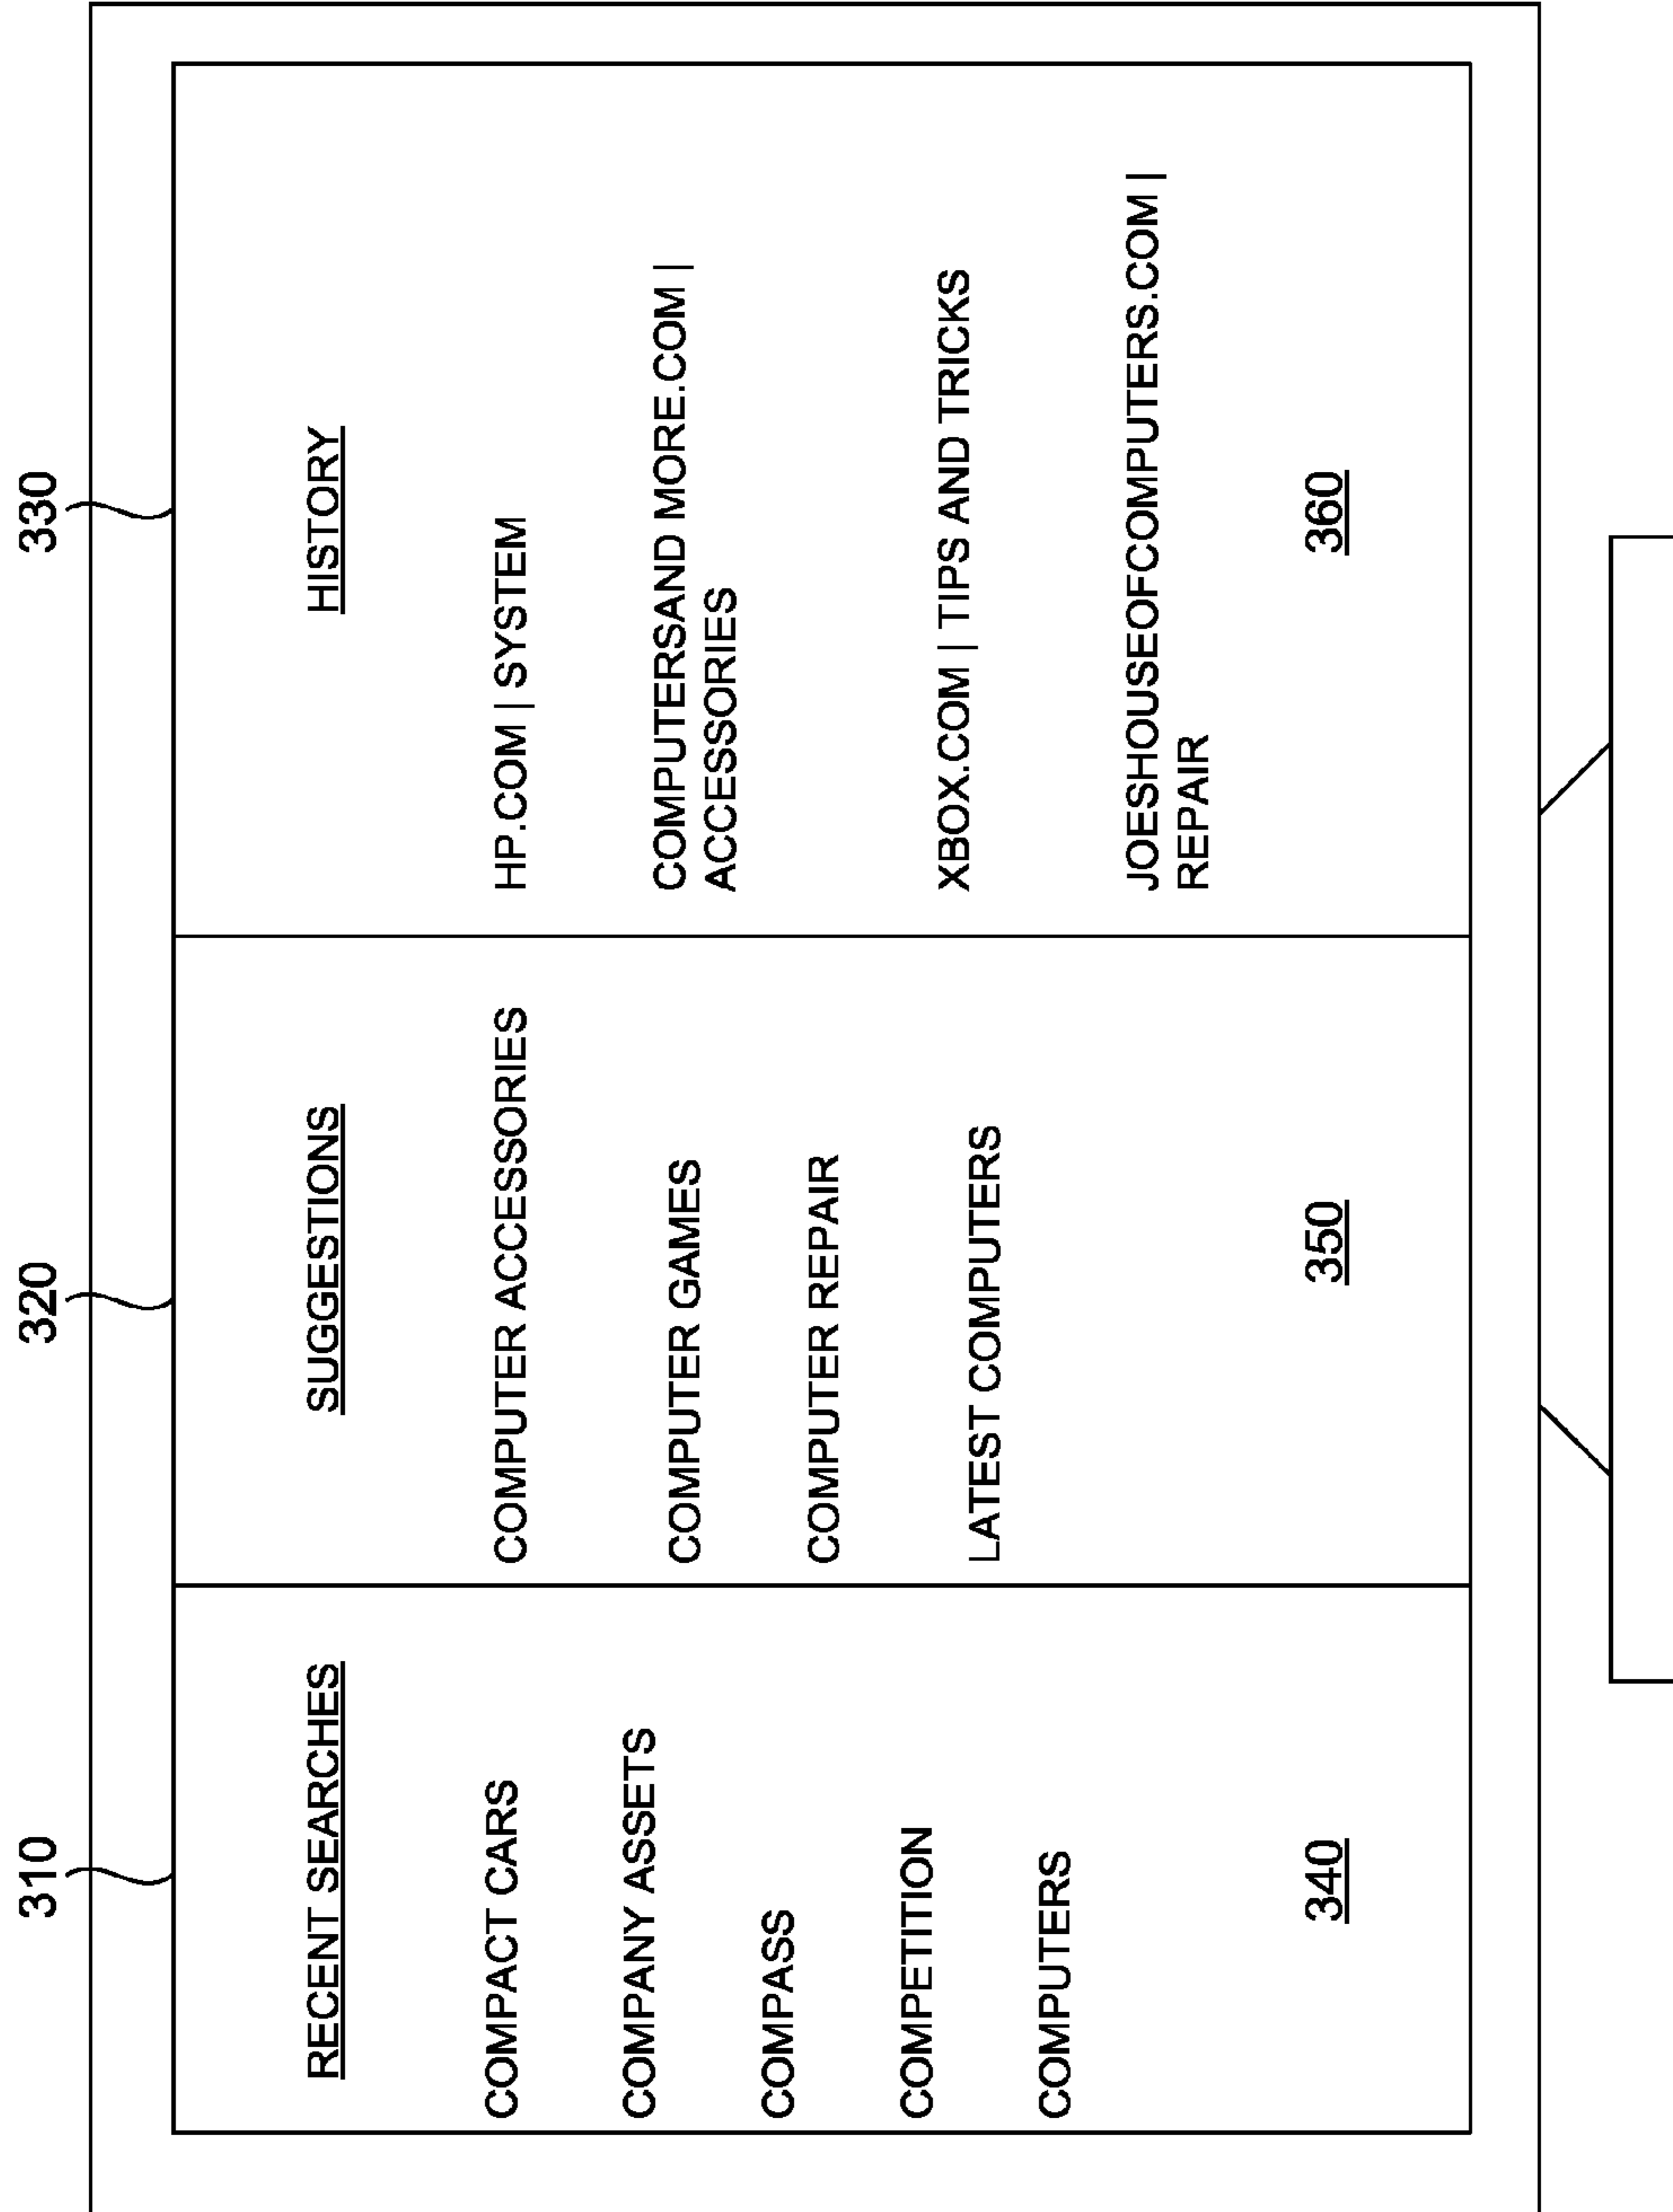 310
320
330
RECENT SEARCHES
COMPACT CARS
COMPANY ASSETS
COMPASS
COMPETITION
COMPUTERS
340
SUGGESTIONS
COMPUTER ACCESSORIES
COMPUTER GAMES
COMPUTER REPAIR
LATEST COMPUTERS
350
HISTORY
HP.COM | SYSTEM
COMPUTERSAND MORE.COM |
ACCESSORIES
XBOX.COM | TIPS AND TRICKS
JOESHOUSEOFCOMPUTERS.COM |
REPAIR
360